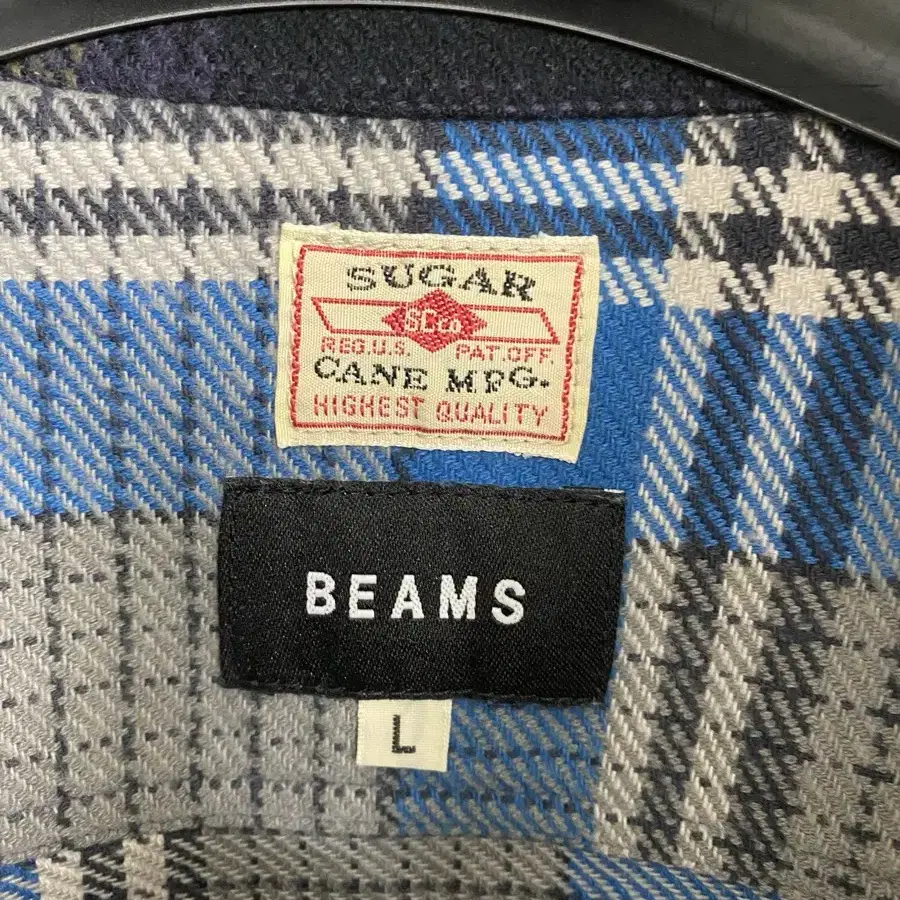 SUGAR
SCCo.
REG.U.S. PAT.OFF.
CANE MFG.
HIGHEST QUALITY
BEAMS
L